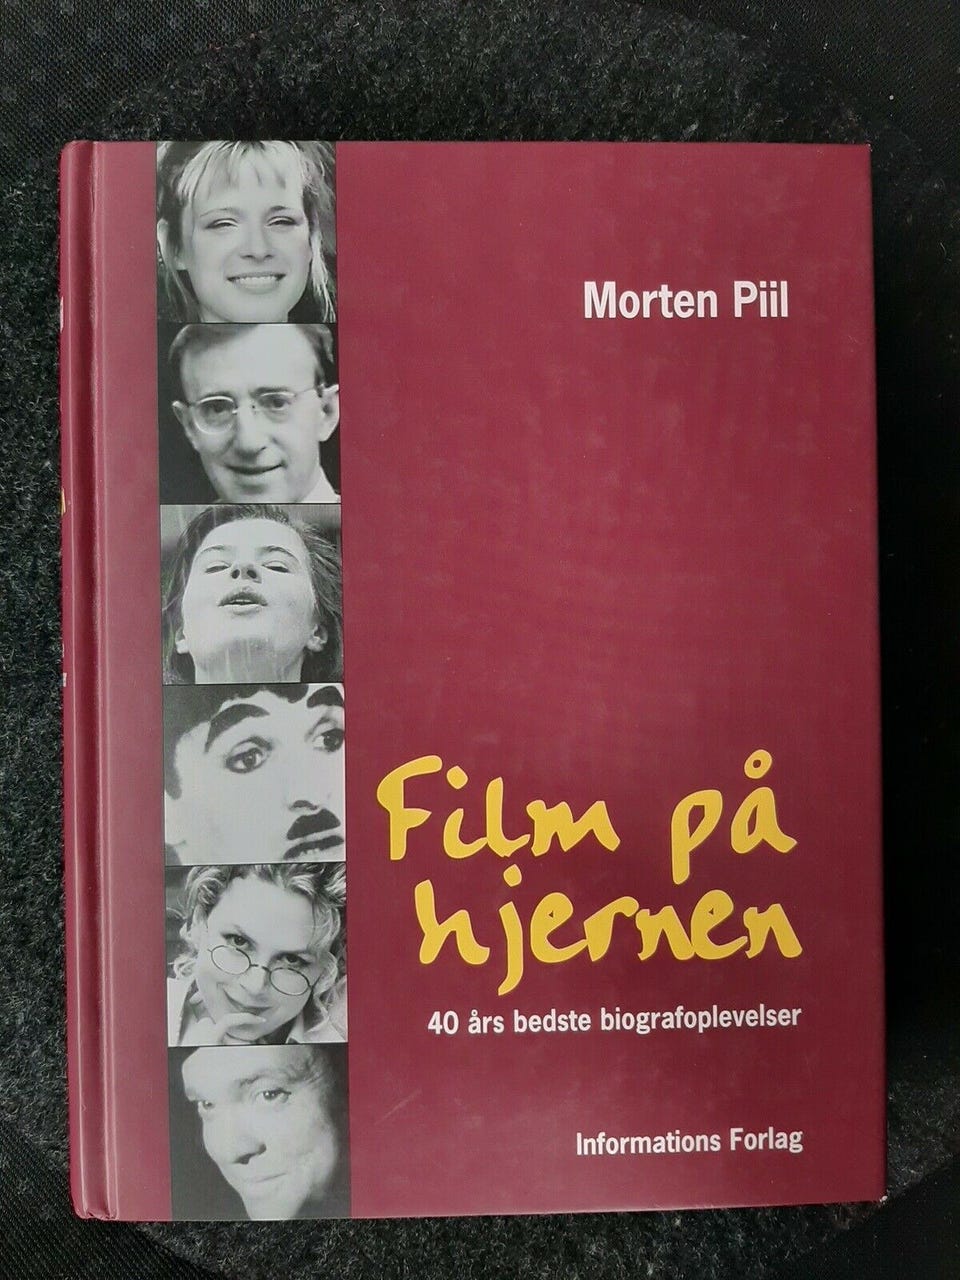 Morten Piil
Film på
hjernen
40 års bedste biografoplevelser
Informations Forlag